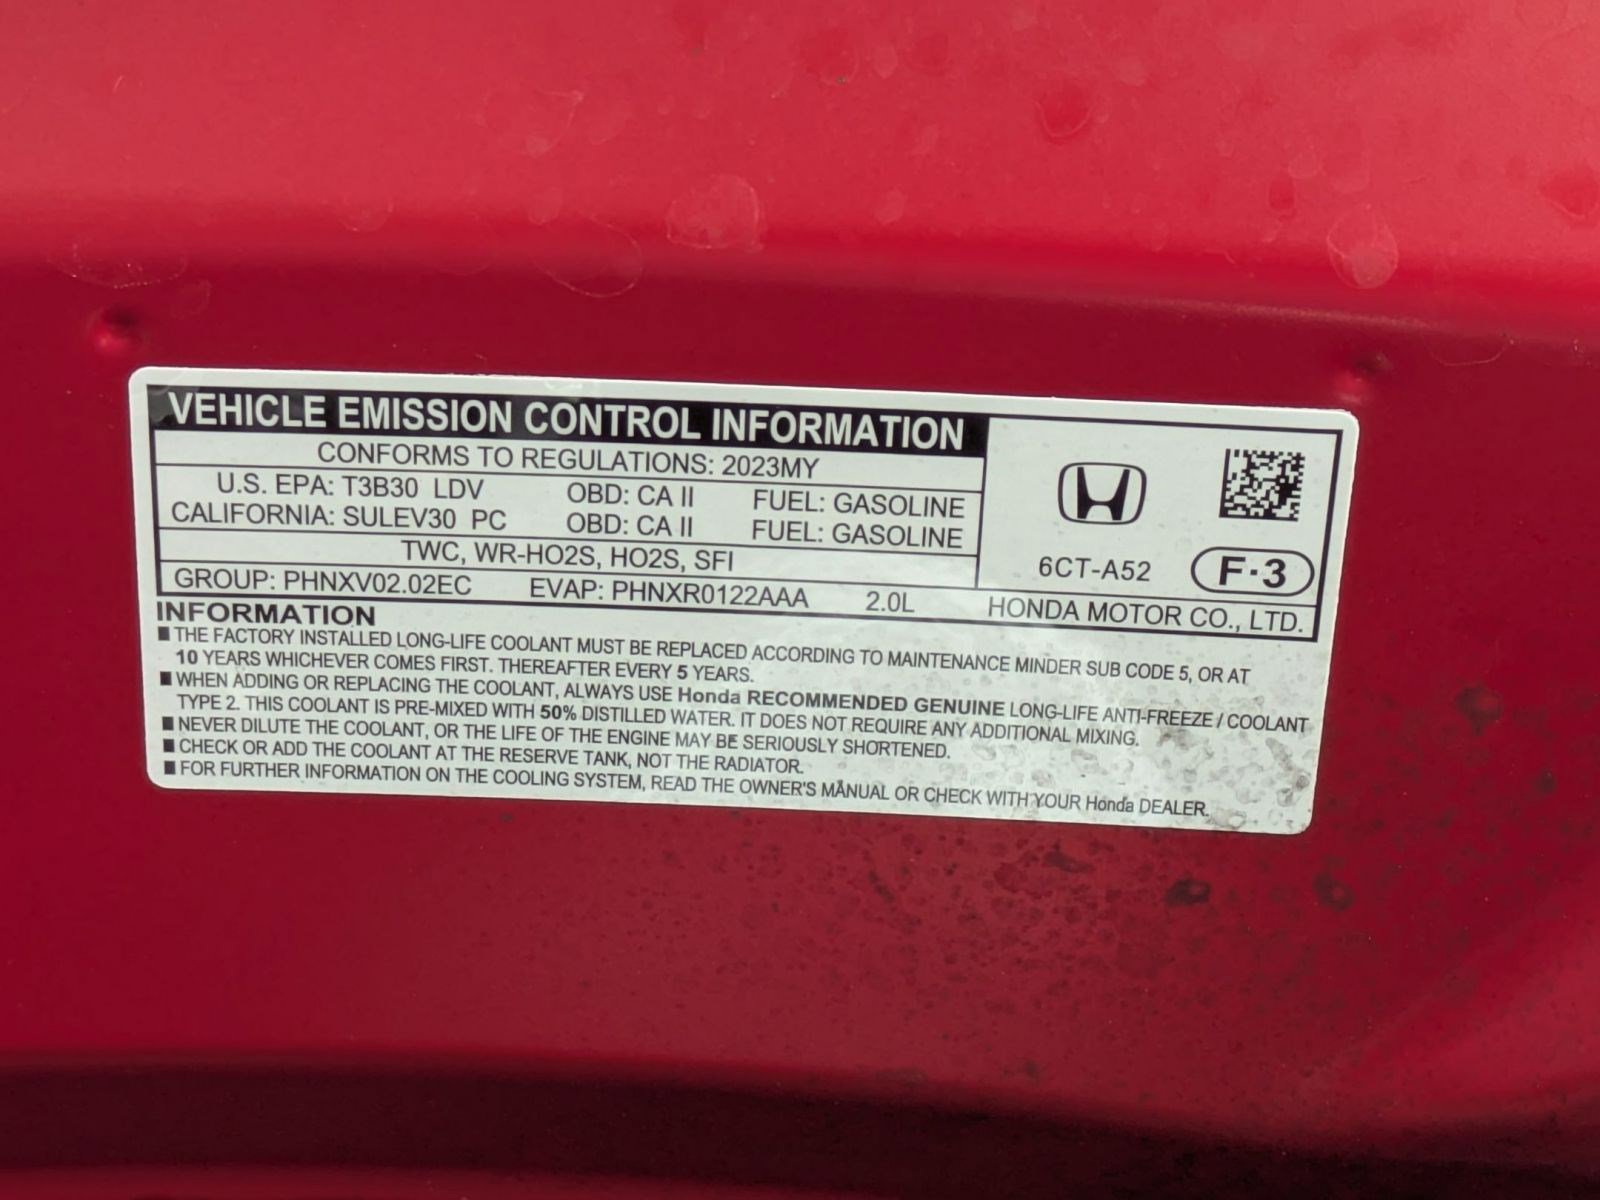 VEHICLE EMISSION CONTROL INFORMATION
CONFORMS TO REGULATIONS: 2023MY
U.S. EPA: T3B30 LDV OBD: CA II FUEL: GASOLINE
CALIFORNIA: SULEV30 PC OBD: CA II FUEL: GASOLINE
TWC, WR-HO2S, HO2S, SFI
6CT-A52 F·3
GROUP: PHNXV02.02EC EVAP: PHNXR0122AAA 2.0L HONDA MOTOR CO., LTD.
INFORMATION
■ THE FACTORY INSTALLED LONG-LIFE COOLANT MUST BE REPLACED ACCORDING TO MAINTENANCE MINDER SUB CODE 5, OR AT
10 YEARS WHICHEVER COMES FIRST. THEREAFTER EVERY 5 YEARS.
■ WHEN ADDING OR REPLACING THE COOLANT, ALWAYS USE Honda RECOMMENDED GENUINE LONG-LIFE ANTI-FREEZE / COOLANT
TYPE 2. THIS COOLANT IS PRE-MIXED WITH 50% DISTILLED WATER. IT DOES NOT REQUIRE ANY ADDITIONAL MIXING.
■ NEVER DILUTE THE COOLANT, OR THE LIFE OF THE ENGINE MAY BE SERIOUSLY SHORTENED.
■ CHECK OR ADD THE COOLANT AT THE RESERVE TANK, NOT THE RADIATOR.
■ FOR FURTHER INFORMATION ON THE COOLING SYSTEM, READ THE OWNER'S MANUAL OR CHECK WITH YOUR Honda DEALER.